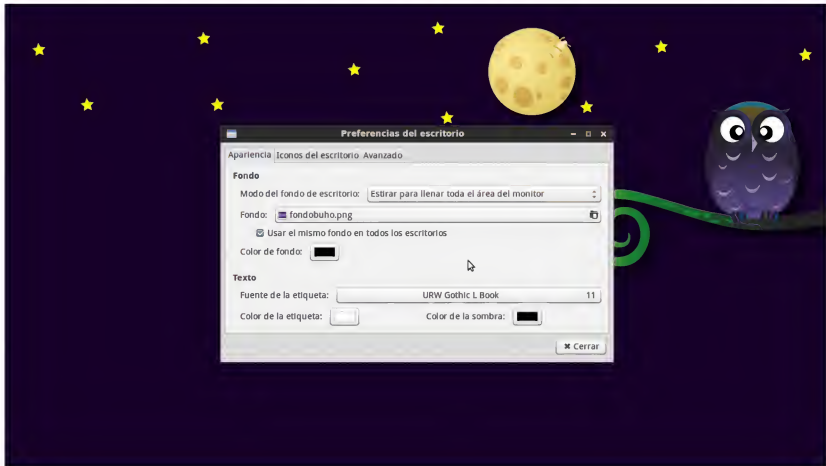 Preferencias del escritorio
Apariencia Iconos del escritorio Avanzado
Fondo
Modo del fondo de escritorio: Estirar para llenar toda el área del monitor
Fondo: fondobuho.png
Usar el mismo fondo en todos los escritorios
Color de fondo:
Texto
Fuente de la etiqueta: URW Gothic L Book 11
Color de la etiqueta: Color de la sombra:
Cerrar